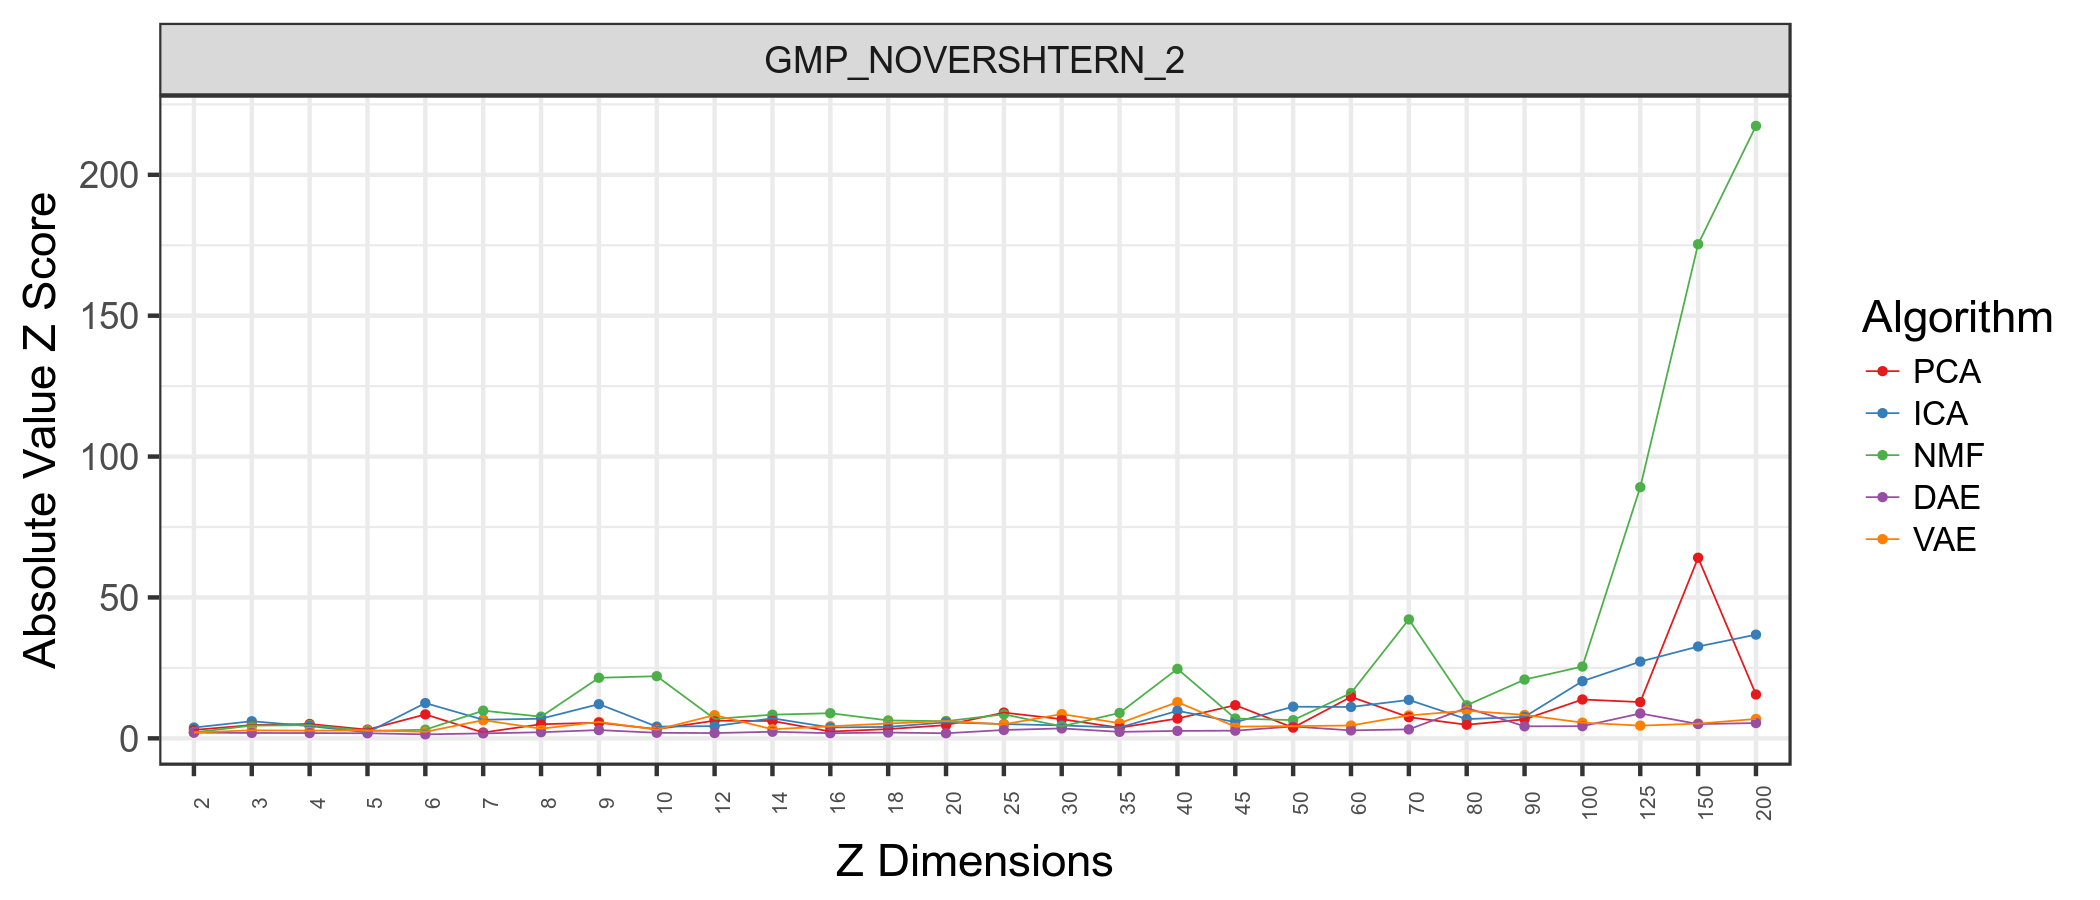 GMP_NOVERSHTERN_2
Absolute Value Z Score
200
150
100
50
0
2 3 4 5 6 7 8 9 10 12 14 16 18 20 25 30 35 40 45 50 60 70 80 90 100 125 150 200
Z Dimensions
Algorithm
PCA
ICA
NMF
DAE
VAE